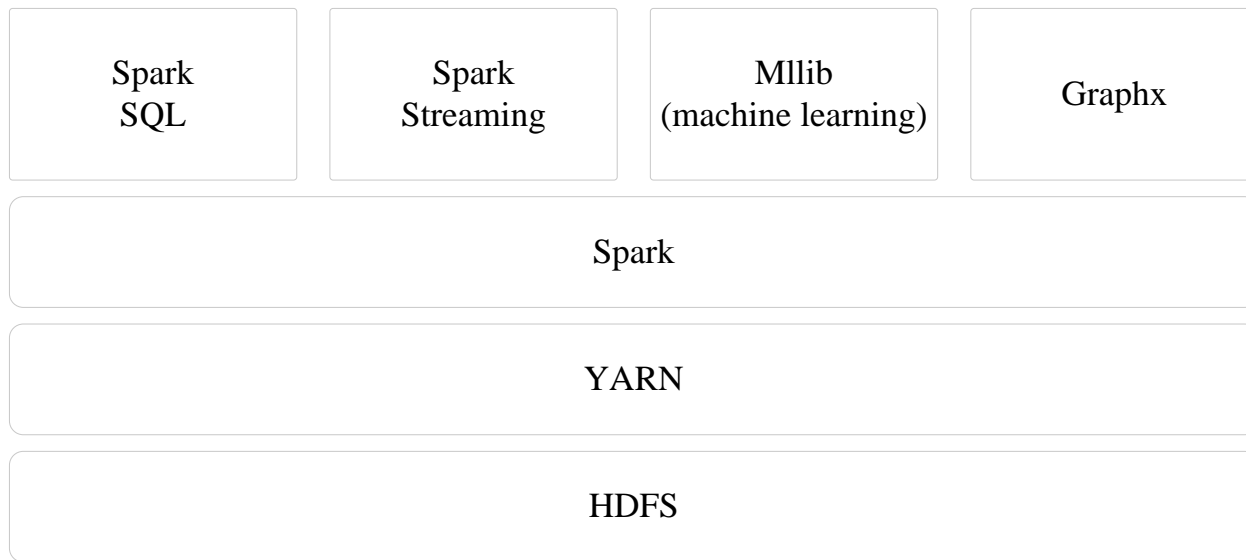 Spark
SQL
Spark
Streaming
Mllib
(machine learning)
Graphx
Spark
YARN
HDFS